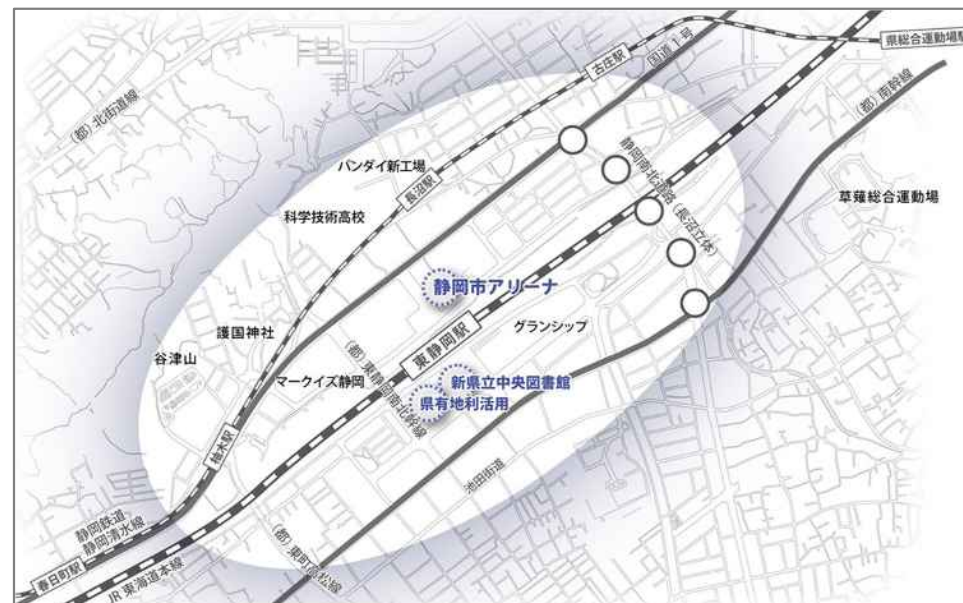 県総合運動場駅
国道1号
古庄駅
(都)北街道線
(都)南幹線
静岡南北道路(長沼立体)
バンダイ新工場
長沼駅
草薙総合運動場
科学技術高校
静岡市アリーナ
グランシップ
東静岡駅
護国神社
谷津山
マークイズ静岡
(都)東静岡南北幹線
新県立中央図書館
県有地利活用
柚木駅
池田街道
静岡鉄道
静岡清水線
(都)東町高松線
春日町駅
JR東海道本線